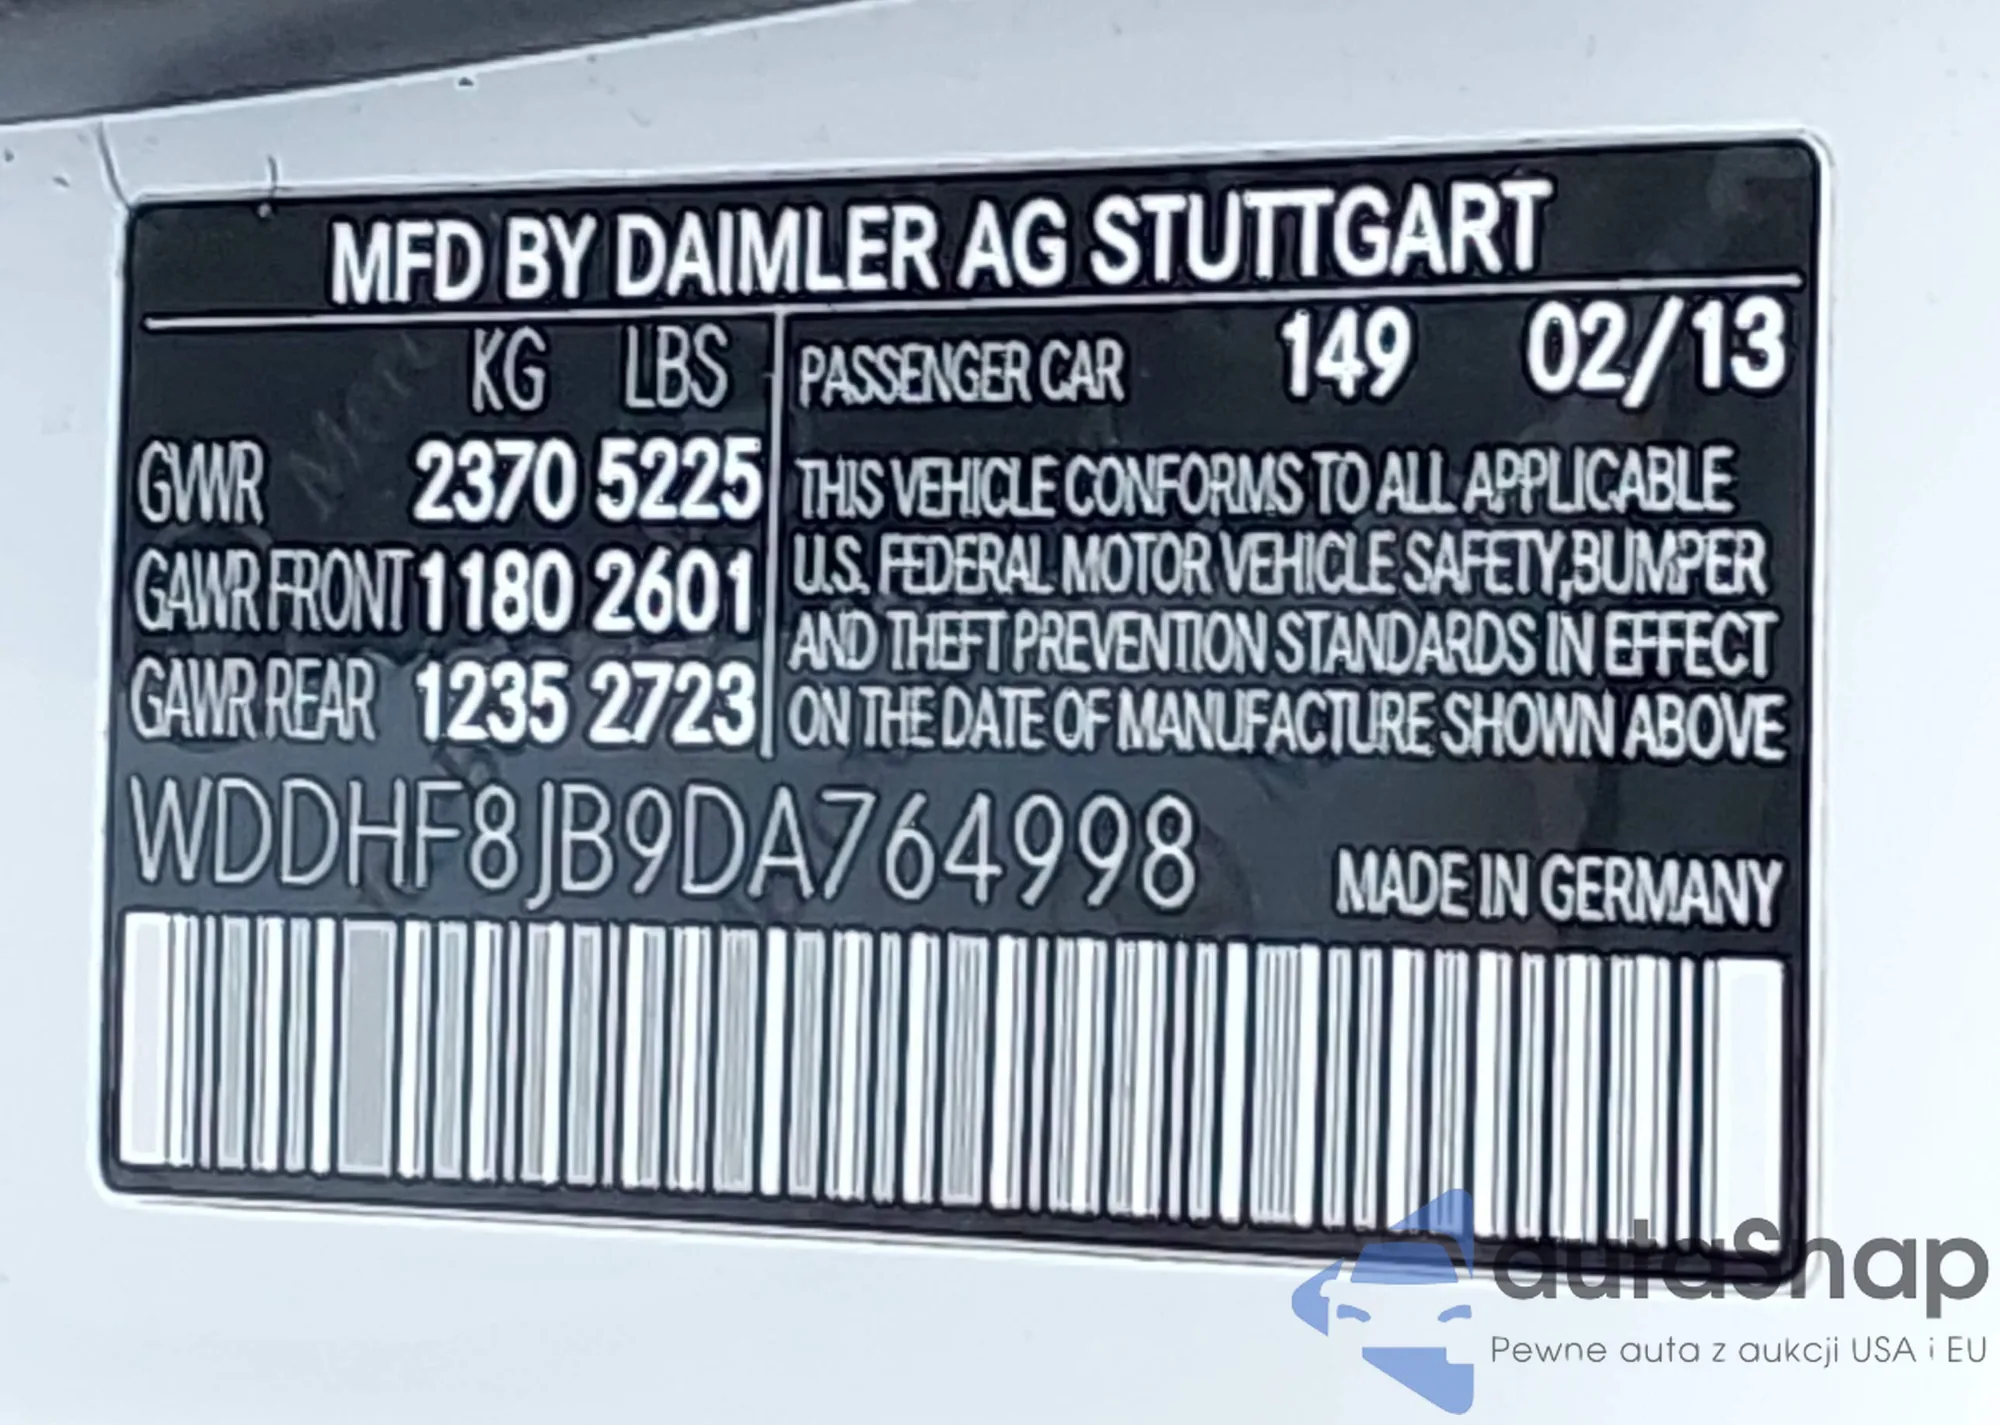 MFD BY DAIMLER AG STUTTGART
KG LBS
GVWR 2370 5225
GAWR FRONT 1180 2601
GAWR REAR 1235 2723
PASSENGER CAR 149 02/13
THIS VEHICLE CONFORMS TO ALL APPLICABLE
U.S. FEDERAL MOTOR VEHICLE SAFETY,BUMPER
AND THEFT PREVENTION STANDARDS IN EFFECT
ON THE DATE OF MANUFACTURE SHOWN ABOVE
WDDHF8JB9DA764998
MADE IN GERMANY
autaSnap
Pewne auta z aukcji USA i EU